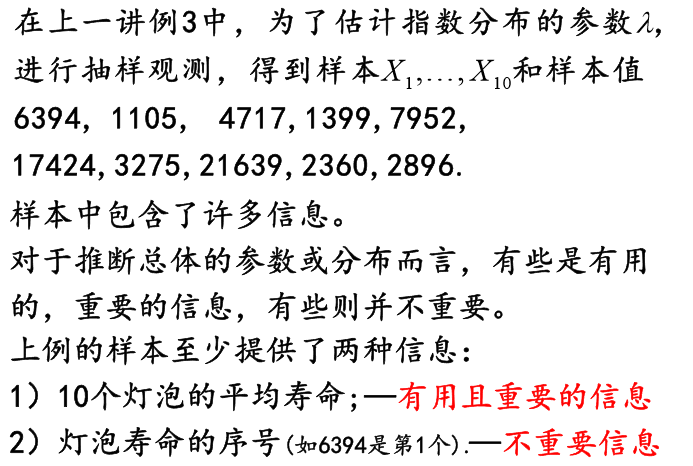 在上一讲例3中，为了估计指数分布的参数λ,
进行抽样观测，得到样本X₁,…,X₁₀和样本值
6394, 1105, 4717,1399,7952,
17424,3275,21639,2360,2896.
样本中包含了许多信息。
对于推断总体的参数或分布而言，有些是有用
的，重要的信息，有些则并不重要。
上例的样本至少提供了两种信息：
1）10个灯泡的平均寿命;—有用且重要的信息
2）灯泡寿命的序号(如6394是第1个).—不重要信息